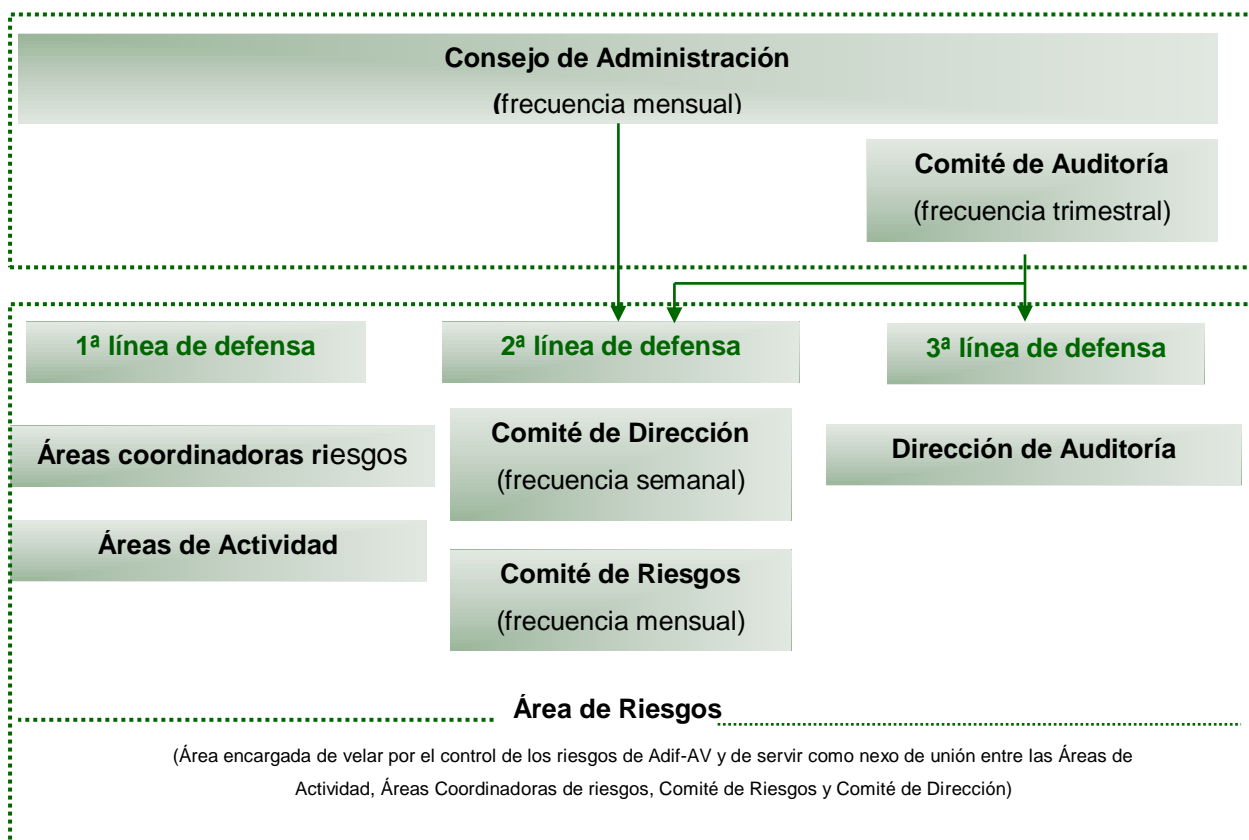 Consejo de Administración
(frecuencia mensual)
Comité de Auditoría
(frecuencia trimestral)
1ª línea de defensa
2ª línea de defensa
3ª línea de defensa
Áreas coordinadoras riesgos
Comité de Dirección
(frecuencia semanal)
Dirección de Auditoría
Áreas de Actividad
Comité de Riesgos
(frecuencia mensual)
Área de Riesgos
(Área encargada de velar por el control de los riesgos de Adif-AV y de servir como nexo de unión entre las Áreas de
Actividad, Áreas Coordinadoras de riesgos, Comité de Riesgos y Comité de Dirección)